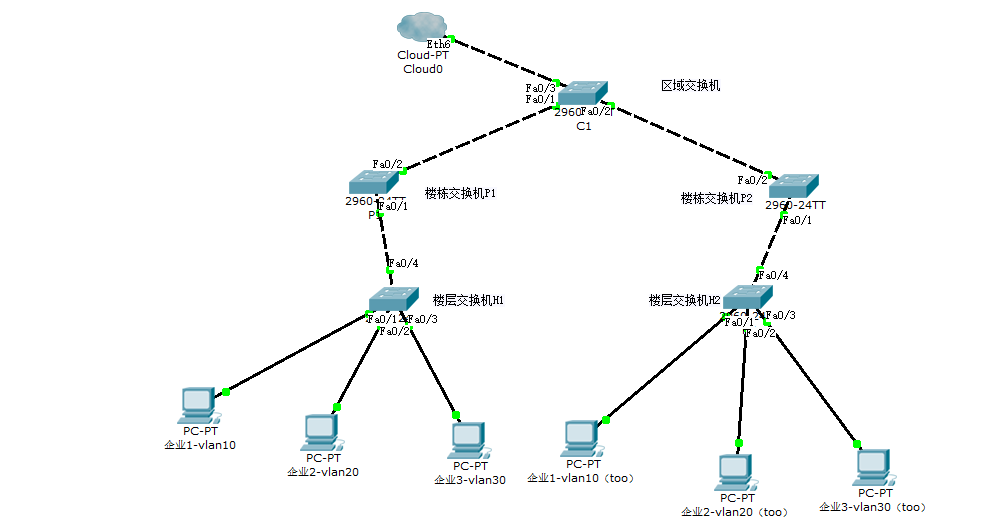 Eth6
Cloud-PT
Cloud0
Fa0/3
Fa0/1
Fa0/2
2960
C1
区域交换机
Fa0/2
2960-24TT
Fa0/1
楼栋交换机P1
Fa0/2
2960-24TT
Fa0/1
楼栋交换机P2
Fa0/4
楼层交换机H1
Fa0/1
Fa0/2
Fa0/3
Fa0/4
楼层交换机H2
Fa0/1
Fa0/2
Fa0/3
PC-PT
企业1-vlan10
PC-PT
企业2-vlan20
PC-PT
企业3-vlan30
PC-PT
企业1-vlan10（too）
PC-PT
企业2-vlan20（too）
PC-PT
企业3-vlan30（too）